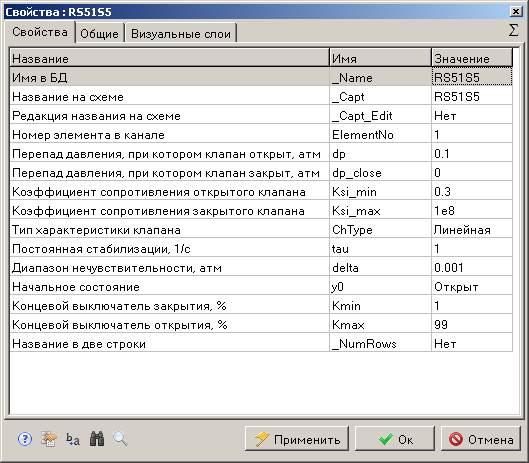 Свойства : RS51S5
Свойства Общие Визуальные слои Σ
Название Имя Значение
Имя в БД _Name RS51S5
Название на схеме _Capt RS51S5
Редакция названия на схеме _Capt_Edit Нет
Номер элемента в канале ElementNo 1
Перепад давления, при котором клапан открыт, атм dp 0.1
Перепад давления, при котором клапан закрыт, атм dp_close 0
Коэффициент сопротивления открытого клапана Ksi_min 0.3
Коэффициент сопротивления закрытого клапана Ksi_max 1e8
Тип характеристики клапана ChType Линейная
Постоянная стабилизации, 1/с tau 1
Диапазон нечувствительности, атм delta 0.001
Начальное состояние y0 Открыт
Концевой выключатель закрытия, % Kmin 1
Концевой выключатель открытия, % Kmax 99
Название в две строки _NumRows Нет
? b,a Применить Ок Отмена